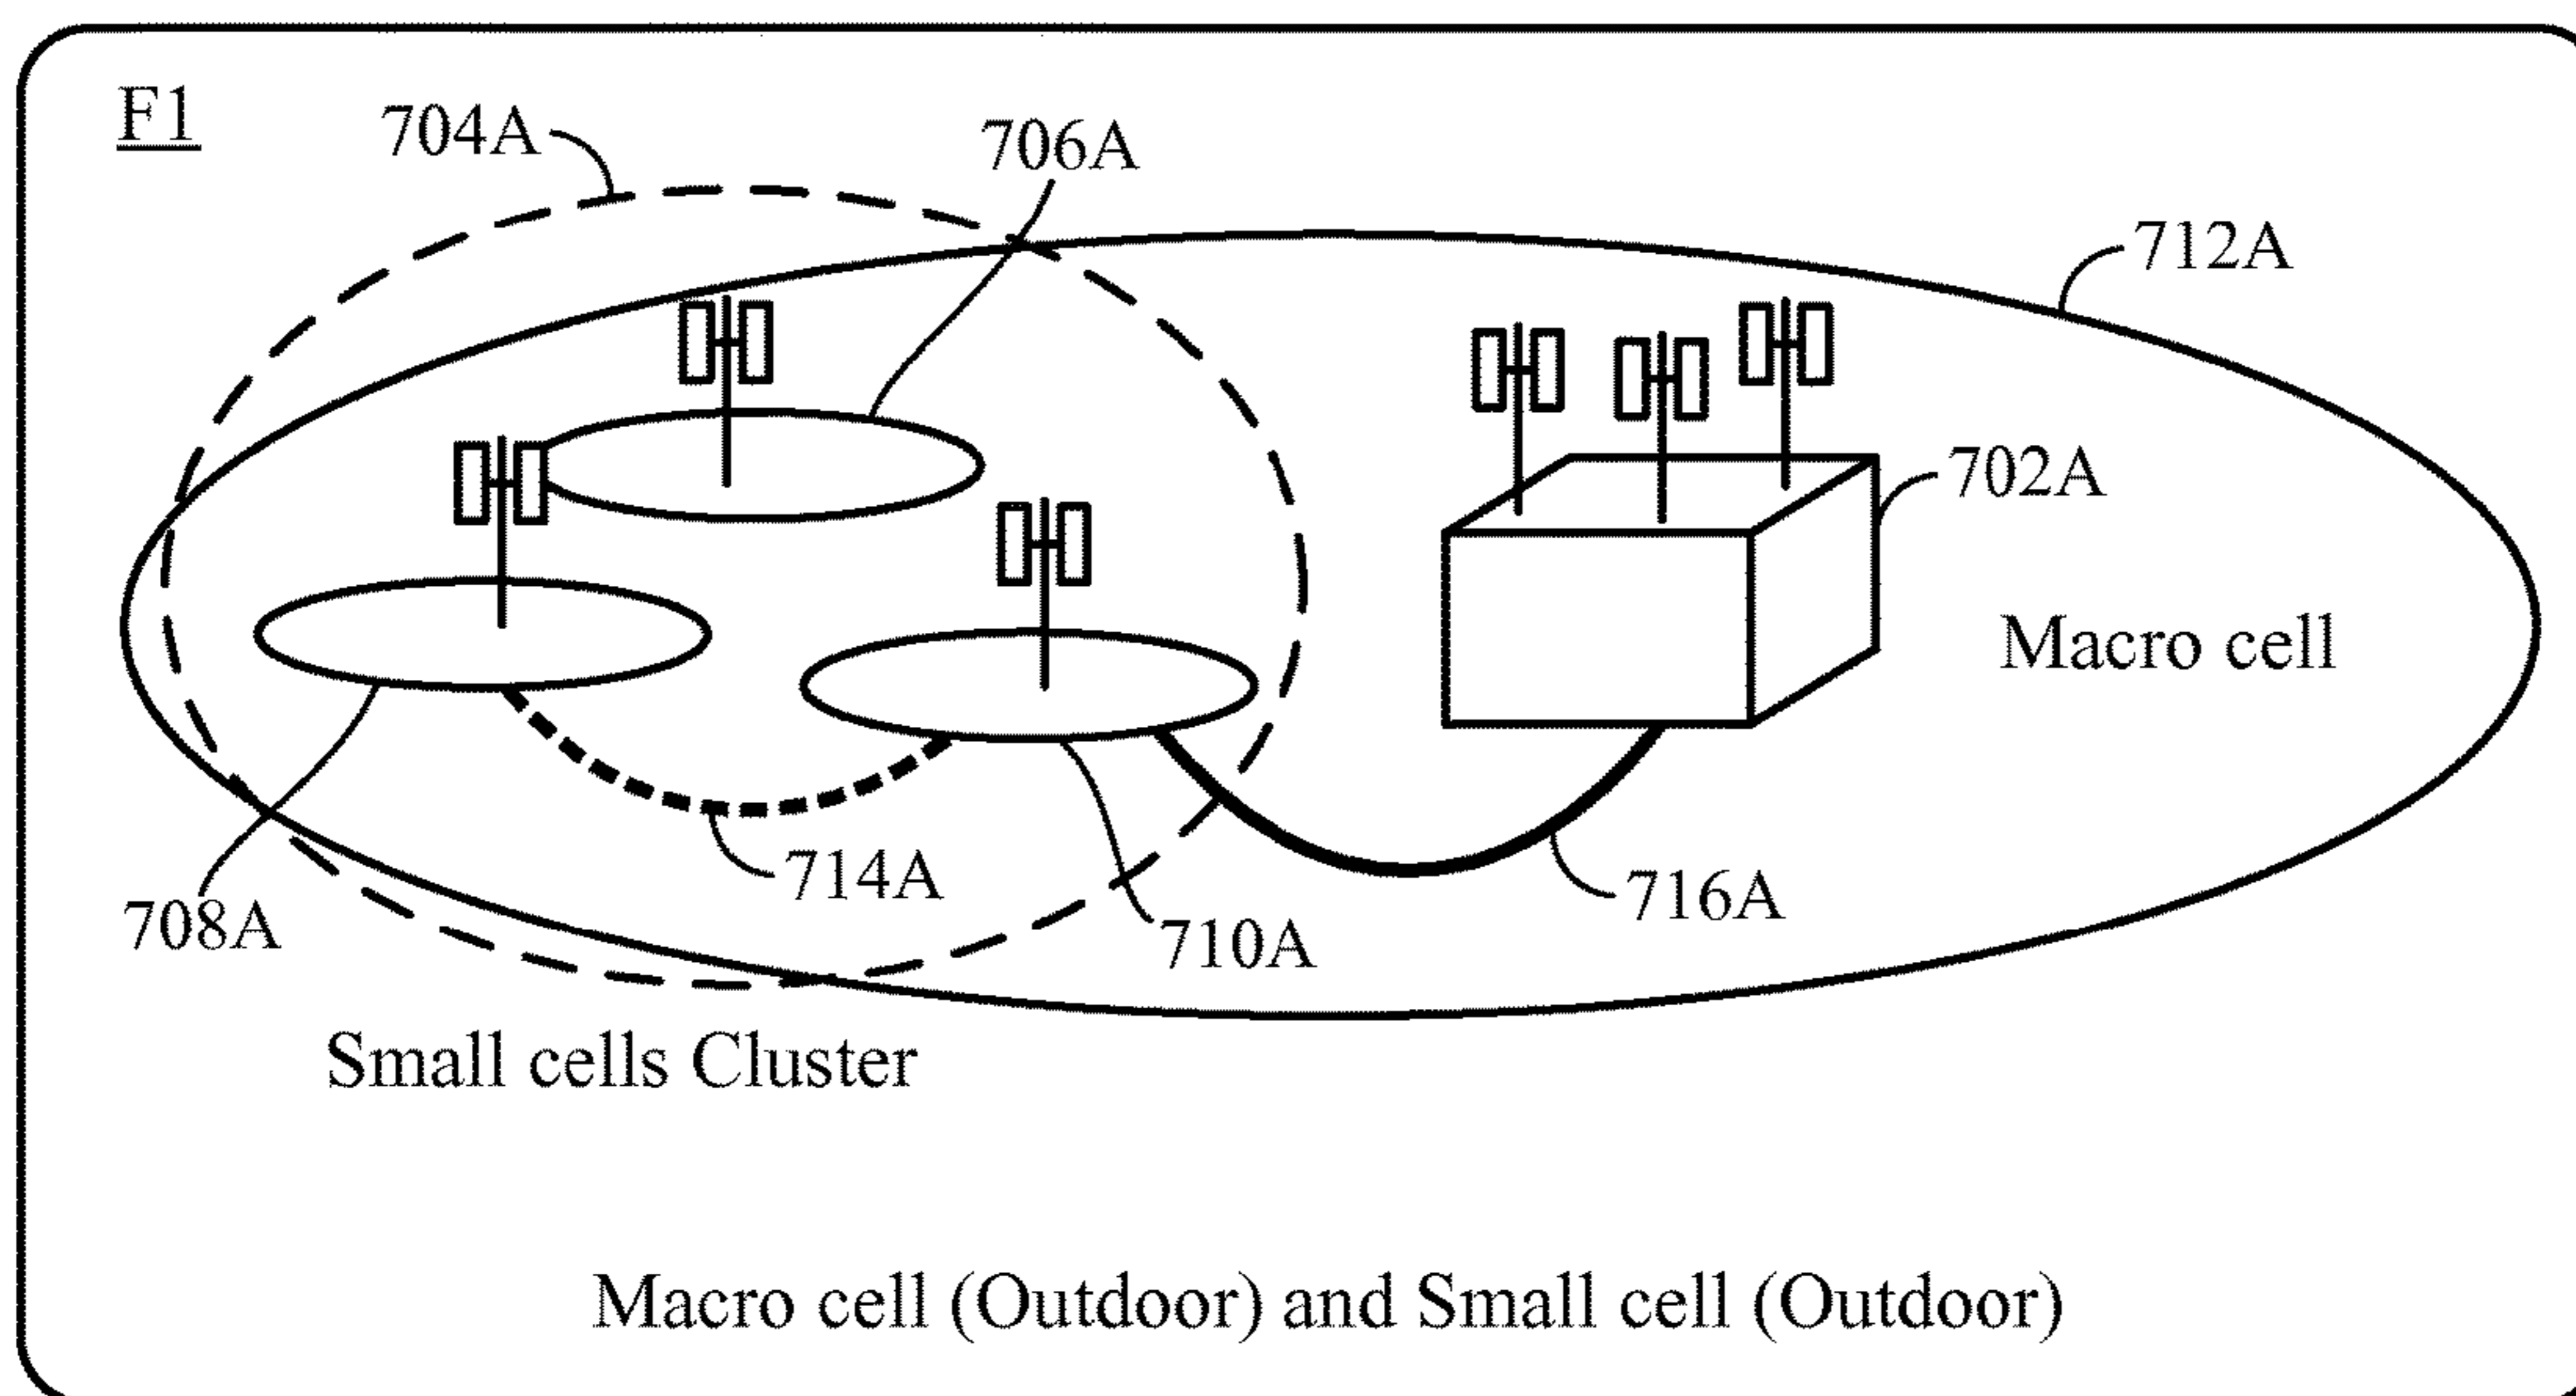 F1
704A
706A
712A
702A
Macro cell
714A
716A
708A
710A
Small cells Cluster
Macro cell (Outdoor) and Small cell (Outdoor)